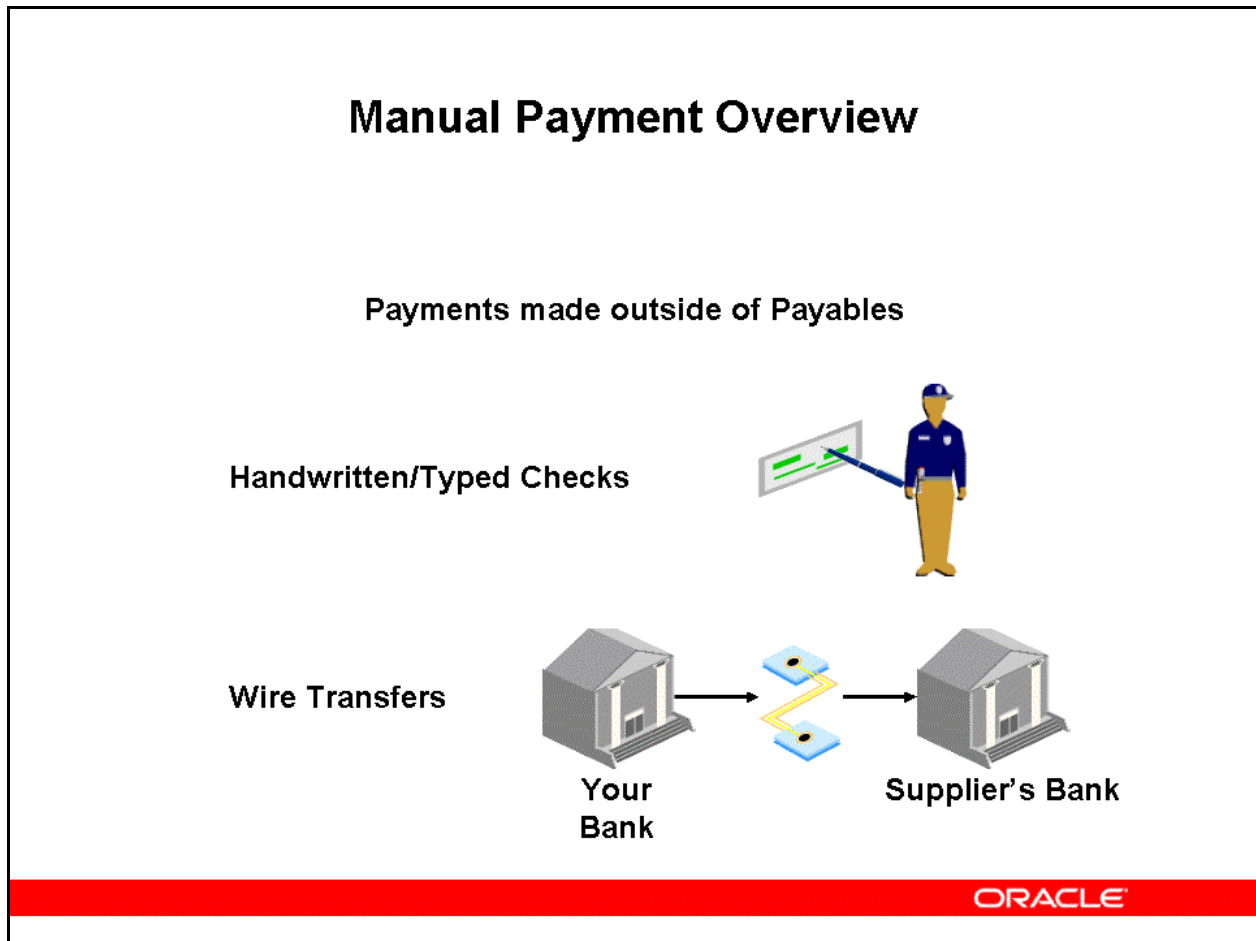 Manual Payment Overview
Payments made outside of Payables
Handwritten/Typed Checks
Wire Transfers
Your
Bank
Supplier’s Bank
ORACLE